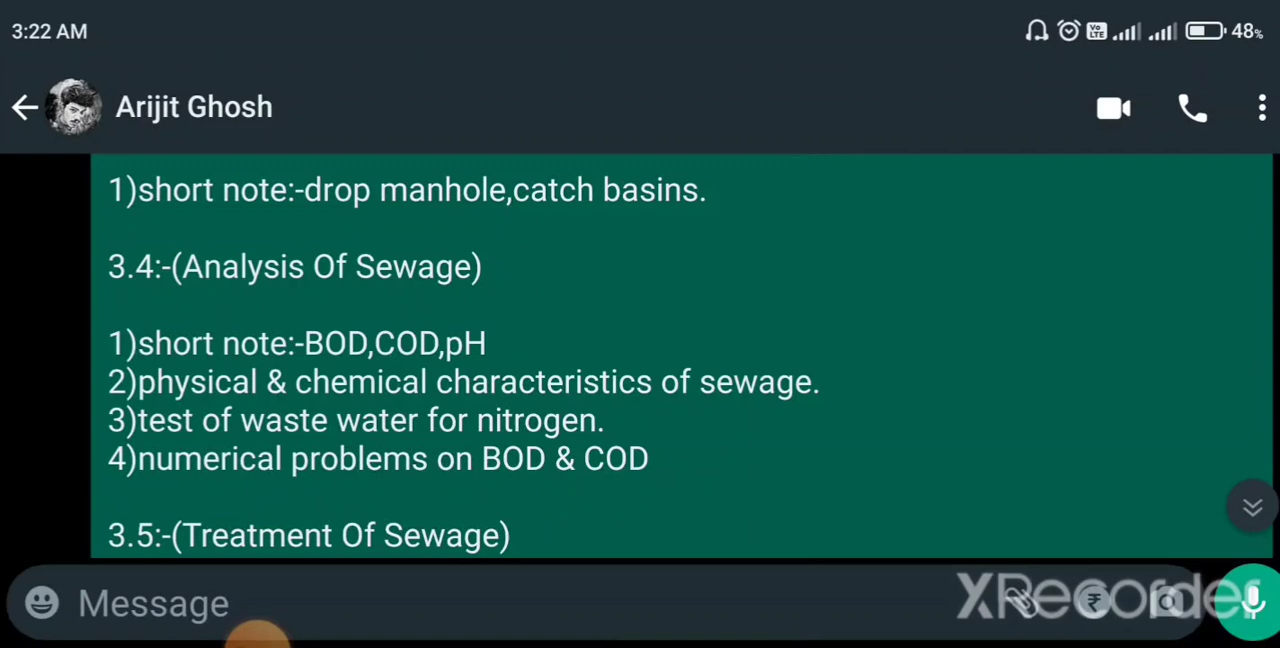 3:22 AM
Vo LTE
48%
Arijit Ghosh
1)short note:-drop manhole,catch basins.
3.4:-(Analysis Of Sewage)
1)short note:-BOD,COD,pH
2)physical & chemical characteristics of sewage.
3)test of waste water for nitrogen.
4)numerical problems on BOD & COD
3.5:-(Treatment Of Sewage)
Message
₹
XRecorder